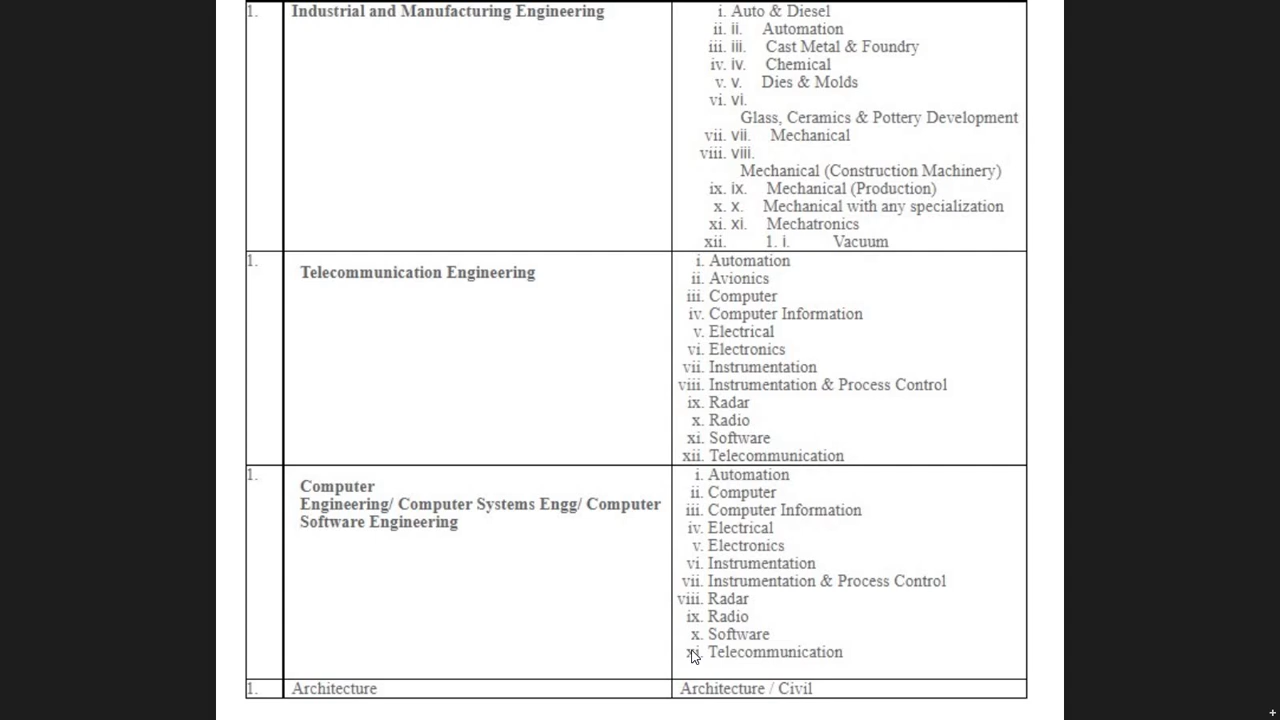 1. Industrial and Manufacturing Engineering
i. Auto & Diesel
ii. ii. Automation
iii. iii. Cast Metal & Foundry
iv. iv. Chemical
v. v. Dies & Molds
vi. vi.
Glass, Ceramics & Pottery Development
vii. vii. Mechanical
viii. viii.
Mechanical (Construction Machinery)
ix. ix. Mechanical (Production)
x. x. Mechanical with any specialization
xi. xi. Mechatronics
xii. 1. i. Vacuum
1. Telecommunication Engineering
i. Automation
ii. Avionics
iii. Computer
iv. Computer Information
v. Electrical
vi. Electronics
vii. Instrumentation
viii. Instrumentation & Process Control
ix. Radar
x. Radio
xi. Software
xii. Telecommunication
1. Computer
Engineering/ Computer Systems Engg/ Computer
Software Engineering
i. Automation
ii. Computer
iii. Computer Information
iv. Electrical
v. Electronics
vi. Instrumentation
vii. Instrumentation & Process Control
viii. Radar
ix. Radio
x. Software
xi. Telecommunication
1. Architecture
Architecture / Civil